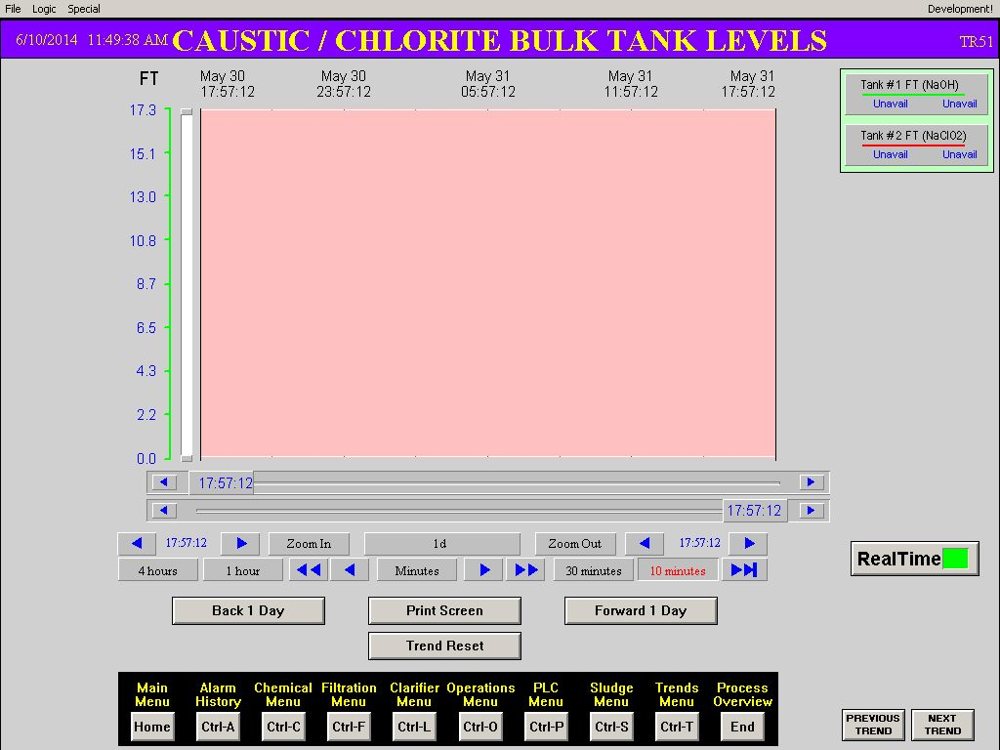 File Logic Special Development!
6/10/2014 11:49:38 AM CAUSTIC / CHLORITE BULK TANK LEVELS TR51
FT
May 30 May 30 May 31 May 31 May 31
17:57:12 23:57:12 05:57:12 11:57:12 17:57:12
17.3
15.1
13.0
10.8
8.7
6.5
4.3
2.2
0.0
Tank #1 FT (NaOH)
Unavail Unavail
Tank #2 FT (NaClO2)
Unavail Unavail
17:57:12
17:57:12
17:57:12 Zoom In 1d Zoom Out 17:57:12
4 hours 1 hour Minutes 30 minutes 10 minutes
RealTime
Back 1 Day Print Screen Forward 1 Day
Trend Reset
Main Alarm Chemical Filtration Clarifier Operations PLC Sludge Trends Process
Menu History Menu Menu Menu Menu Menu Menu Menu Overview
Home Ctrl-A Ctrl-C Ctrl-F Ctrl-L Ctrl-O Ctrl-P Ctrl-S Ctrl-T End
PREVIOUS NEXT
TREND TREND